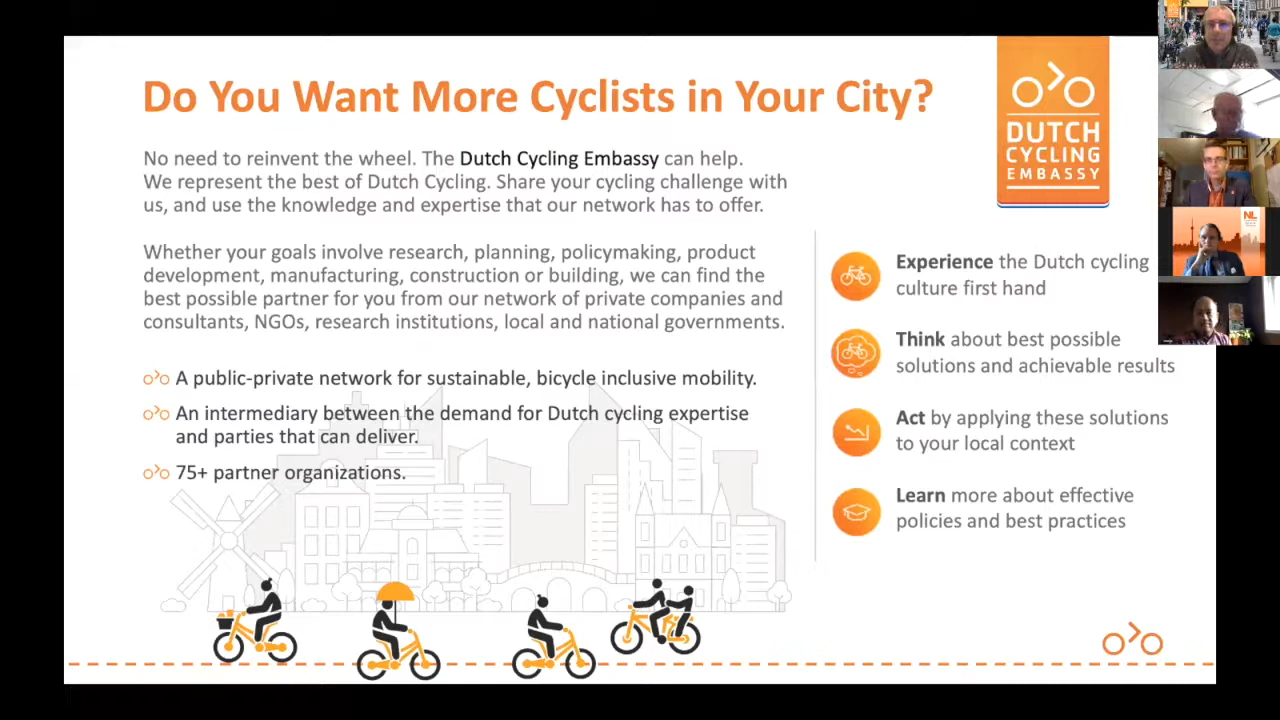 Do You Want More Cyclists in Your City?
No need to reinvent the wheel. The Dutch Cycling Embassy can help.
We represent the best of Dutch Cycling. Share your cycling challenge with
us, and use the knowledge and expertise that our network has to offer.
Whether your goals involve research, planning, policymaking, product
development, manufacturing, construction or building, we can find the
best possible partner for you from our network of private companies and
consultants, NGOs, research institutions, local and national governments.
A public-private network for sustainable, bicycle inclusive mobility.
An intermediary between the demand for Dutch cycling expertise
and parties that can deliver.
75+ partner organizations.
DUTCH
CYCLING
EMBASSY
Experience the Dutch cycling
culture first hand
Think about best possible
solutions and achievable results
Act by applying these solutions
to your local context
Learn more about effective
policies and best practices
NL